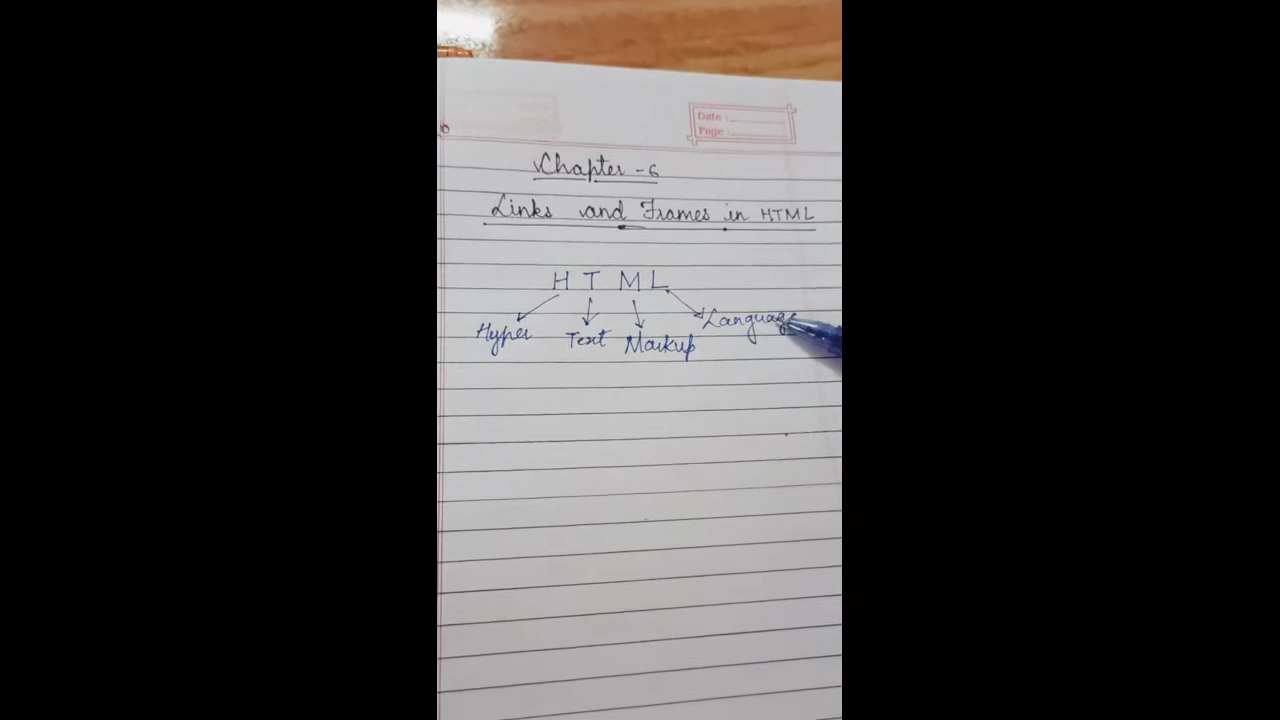 Date :
Page :
Chapter - 6
Links and Frames in HTML
H T M L
Hyper Text Markup Language